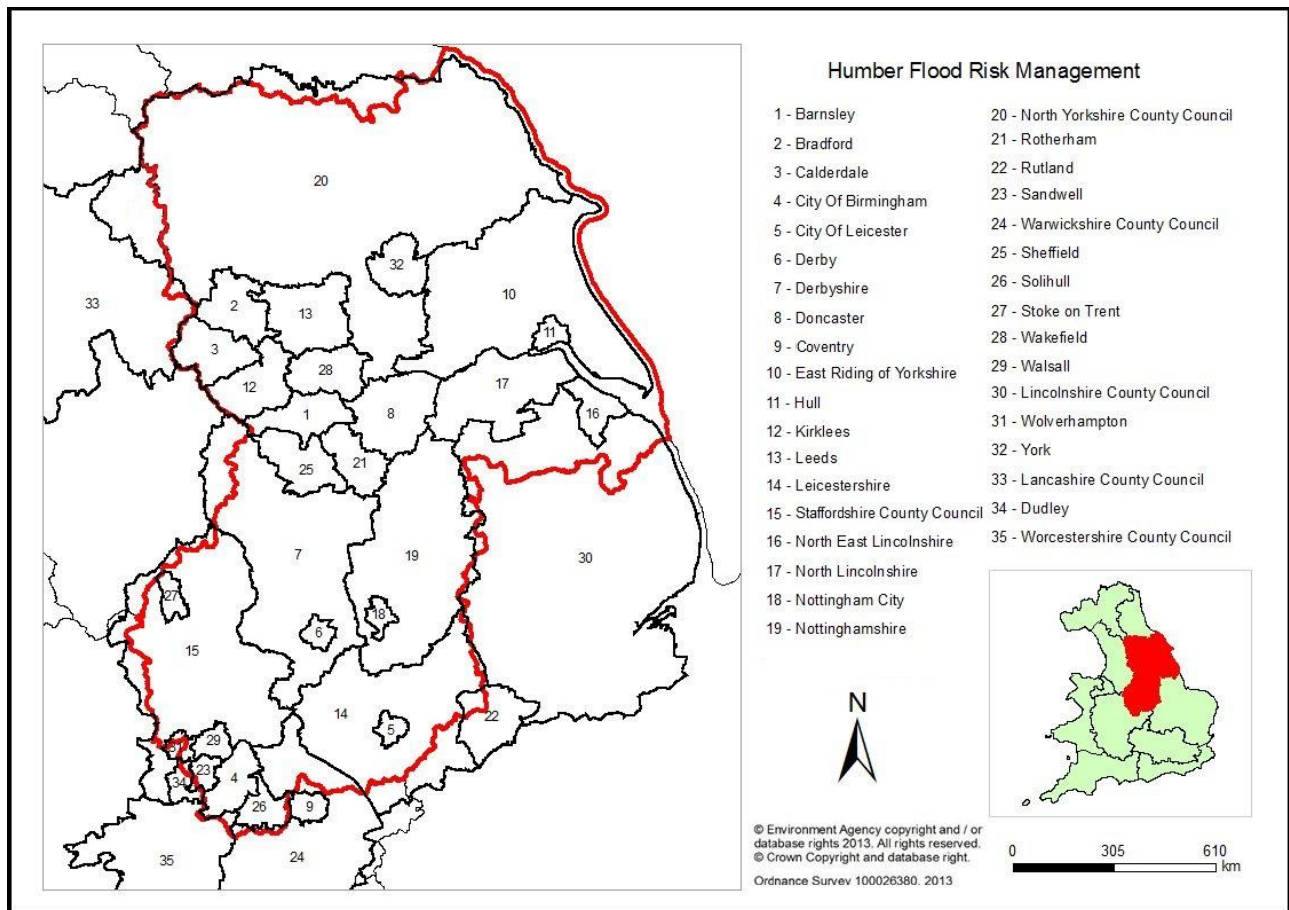 Humber Flood Risk Management
1 - Barnsley
2 - Bradford
3 - Calderdale
4 - City Of Birmingham
5 - City Of Leicester
6 - Derby
7 - Derbyshire
8 - Doncaster
9 - Coventry
10 - East Riding of Yorkshire
11 - Hull
12 - Kirklees
13 - Leeds
14 - Leicestershire
15 - Staffordshire County Council
16 - North East Lincolnshire
17 - North Lincolnshire
18 - Nottingham City
19 - Nottinghamshire
20 - North Yorkshire County Council
21 - Rotherham
22 - Rutland
23 - Sandwell
24 - Warwickshire County Council
25 - Sheffield
26 - Solihull
27 - Stoke on Trent
28 - Wakefield
29 - Walsall
30 - Lincolnshire County Council
31 - Wolverhampton
32 - York
33 - Lancashire County Council
34 - Dudley
35 - Worcestershire County Council
20
32
33
2
13
10
3
11
12
28
17
1
8
16
25
21
7
19
30
27
18
6
15
14
22
5
31
29
23
34
4
26
9
35
24
N
© Environment Agency copyright and / or
database rights 2013. All rights reserved.
© Crown Copyright and database right.
Ordnance Survey 100026380. 2013
0 305 610
km